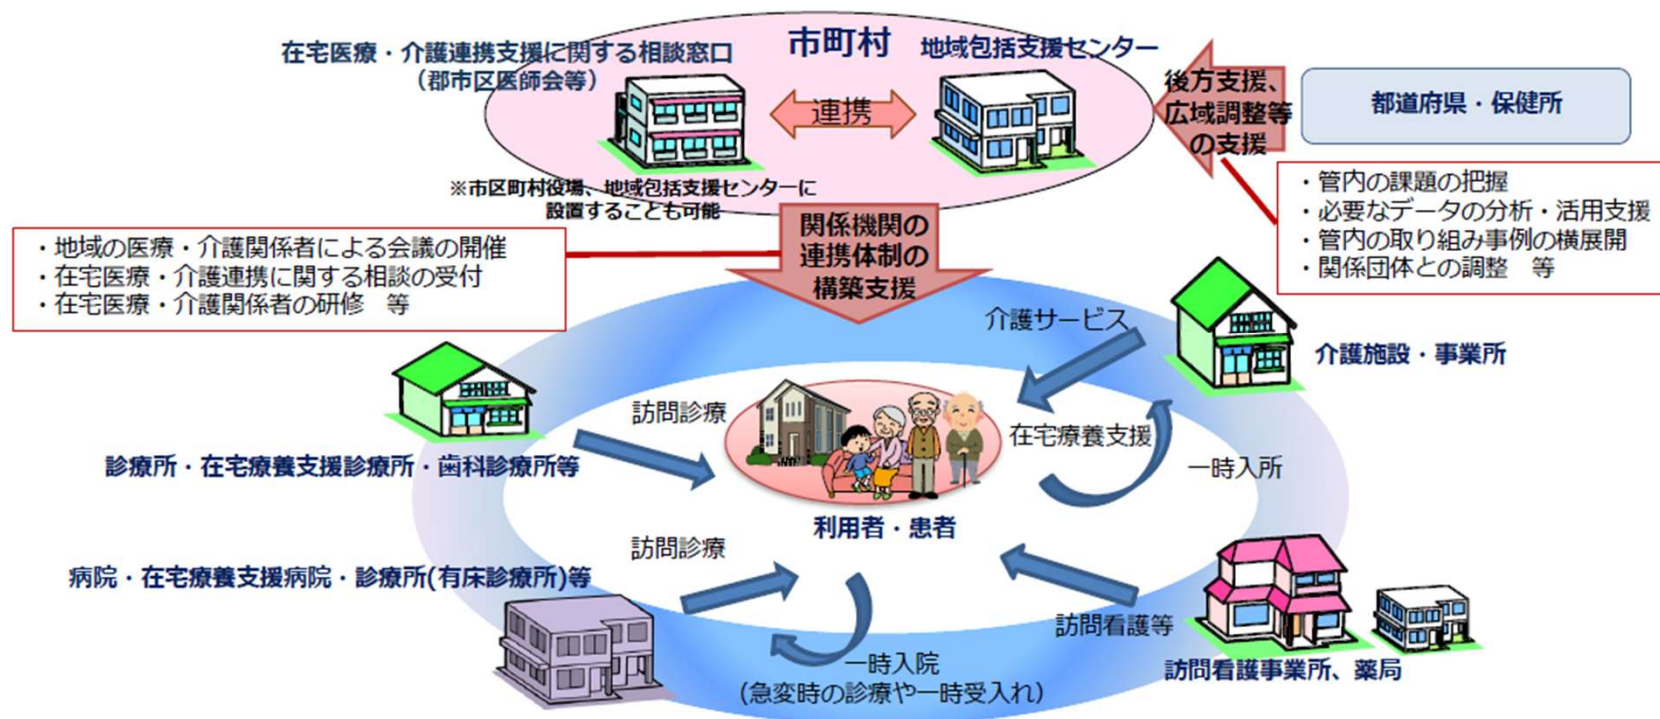 市町村
在宅医療・介護連携支援に関する相談窓口
(郡市区医師会等)
地域包括支援センター
連携
※市区町村役場、地域包括支援センターに
設置することも可能
後方支援、
広域調整等
の支援
都道府県・保健所
・管内の課題の把握
・必要なデータの分析・活用支援
・管内の取り組み事例の横展開
・関係団体との調整　等
関係機関の
連携体制の
構築支援
・地域の医療・介護関係者による会議の開催
・在宅医療・介護連携に関する相談の受付
・在宅医療・介護関係者の研修　等
介護サービス
介護施設・事業所
訪問診療
在宅療養支援
一時入所
診療所・在宅療養支援診療所・歯科診療所等
利用者・患者
訪問診療
病院・在宅療養支援病院・診療所(有床診療所)等
訪問看護等
訪問看護事業所、薬局
一時入院
(急変時の診療や一時受入れ)